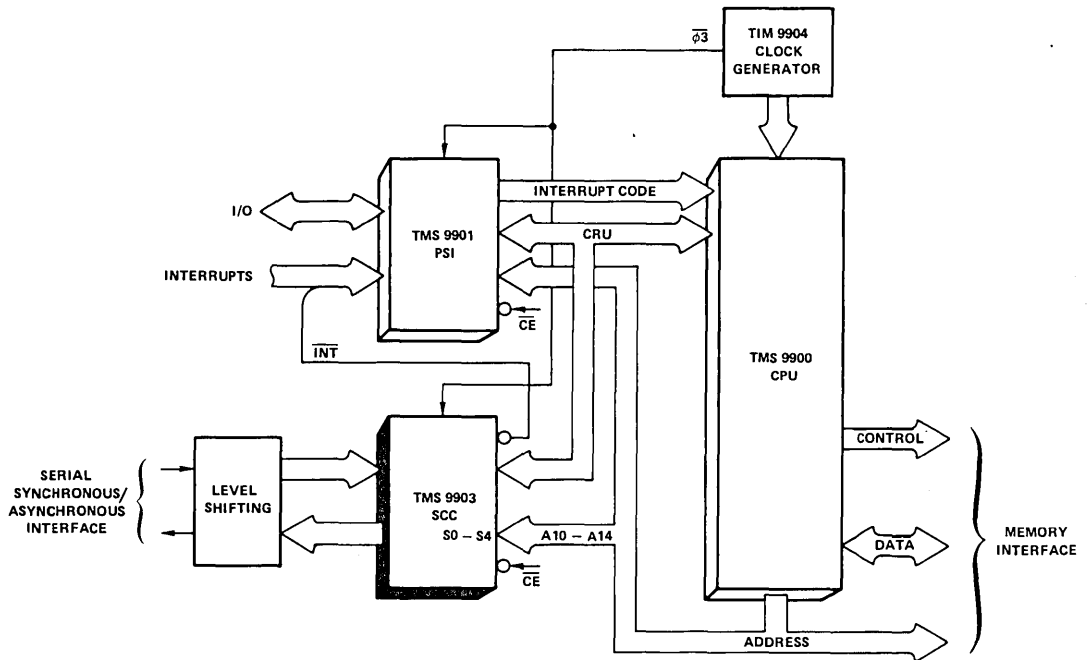 φ3
TIM 9904
CLOCK
GENERATOR
I/O
TMS 9901
PSI
INTERRUPT CODE
CRU
INTERRUPTS
CE
INT
TMS 9900
CPU
SERIAL
SYNCHRONOUS/
ASYNCHRONOUS
INTERFACE
LEVEL
SHIFTING
TMS 9903
SCC
S0 – S4
A10 – A14
CE
CONTROL
DATA
MEMORY
INTERFACE
ADDRESS